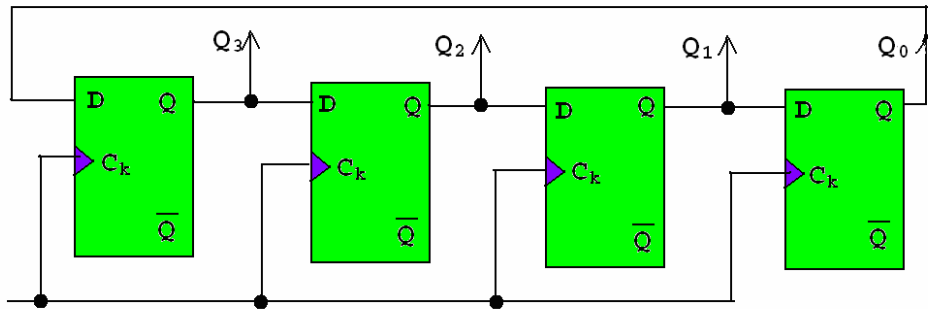 Q3 Q2 Q1 Q0
D Q D Q D Q D Q
Ck Ck Ck Ck
Q̅ Q̅ Q̅ Q̅